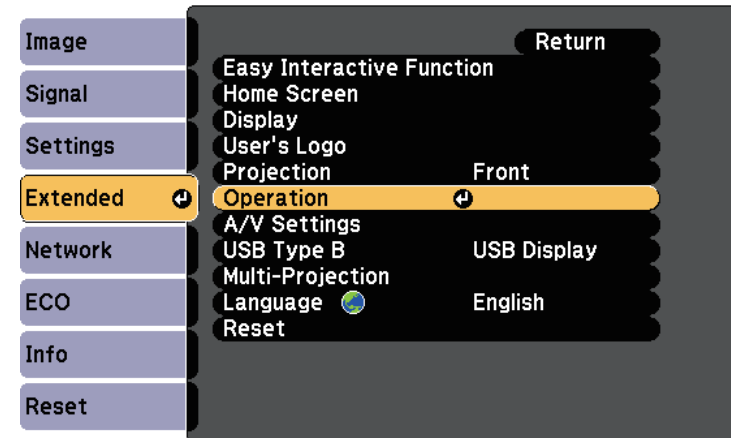 Image
Signal
Settings
Extended
Network
ECO
Info
Reset
Return
Easy Interactive Function
Home Screen
Display
User's Logo
Projection Front
Operation
A/V Settings
USB Type B USB Display
Multi-Projection
Language English
Reset